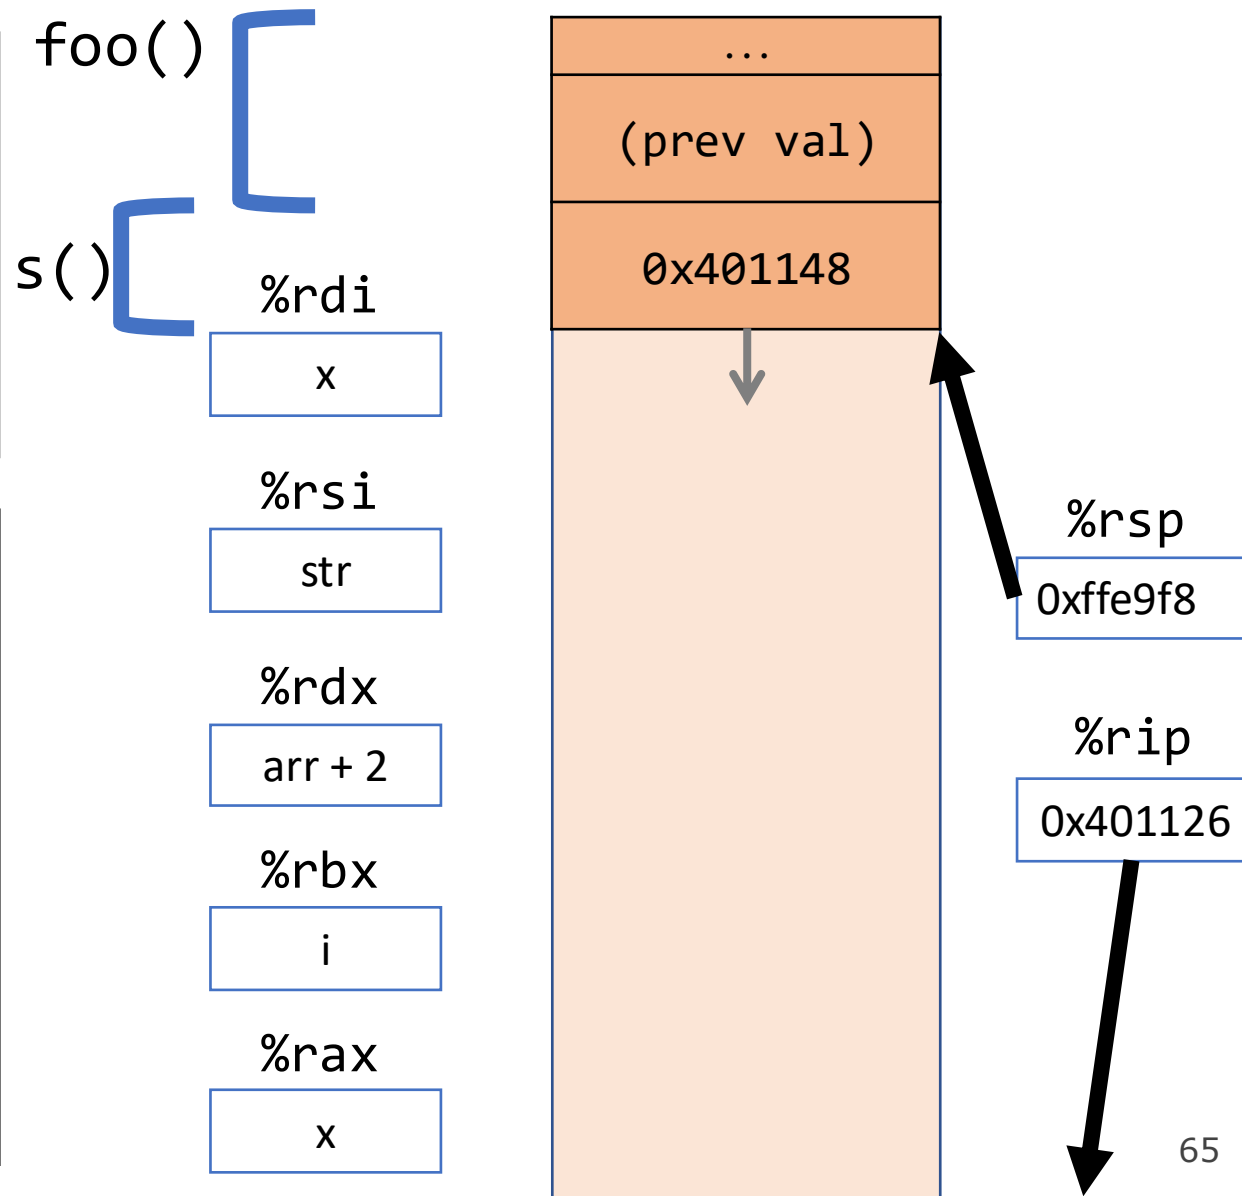 foo()
...
(prev val)
s()
0x401148
%rdi
x
%rsi
str
%rsp
0xffe9f8
%rdx
arr + 2
%rip
0x401126
%rbx
i
%rax
x
65